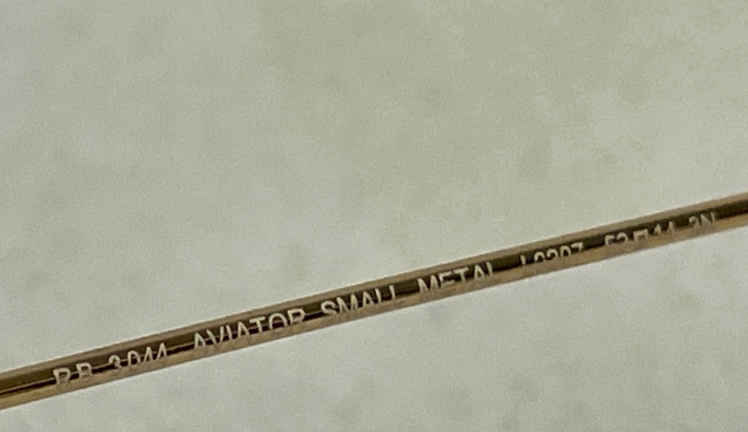 RB 3044 AVIATOR SMALL METAL L0207 52□14 3N